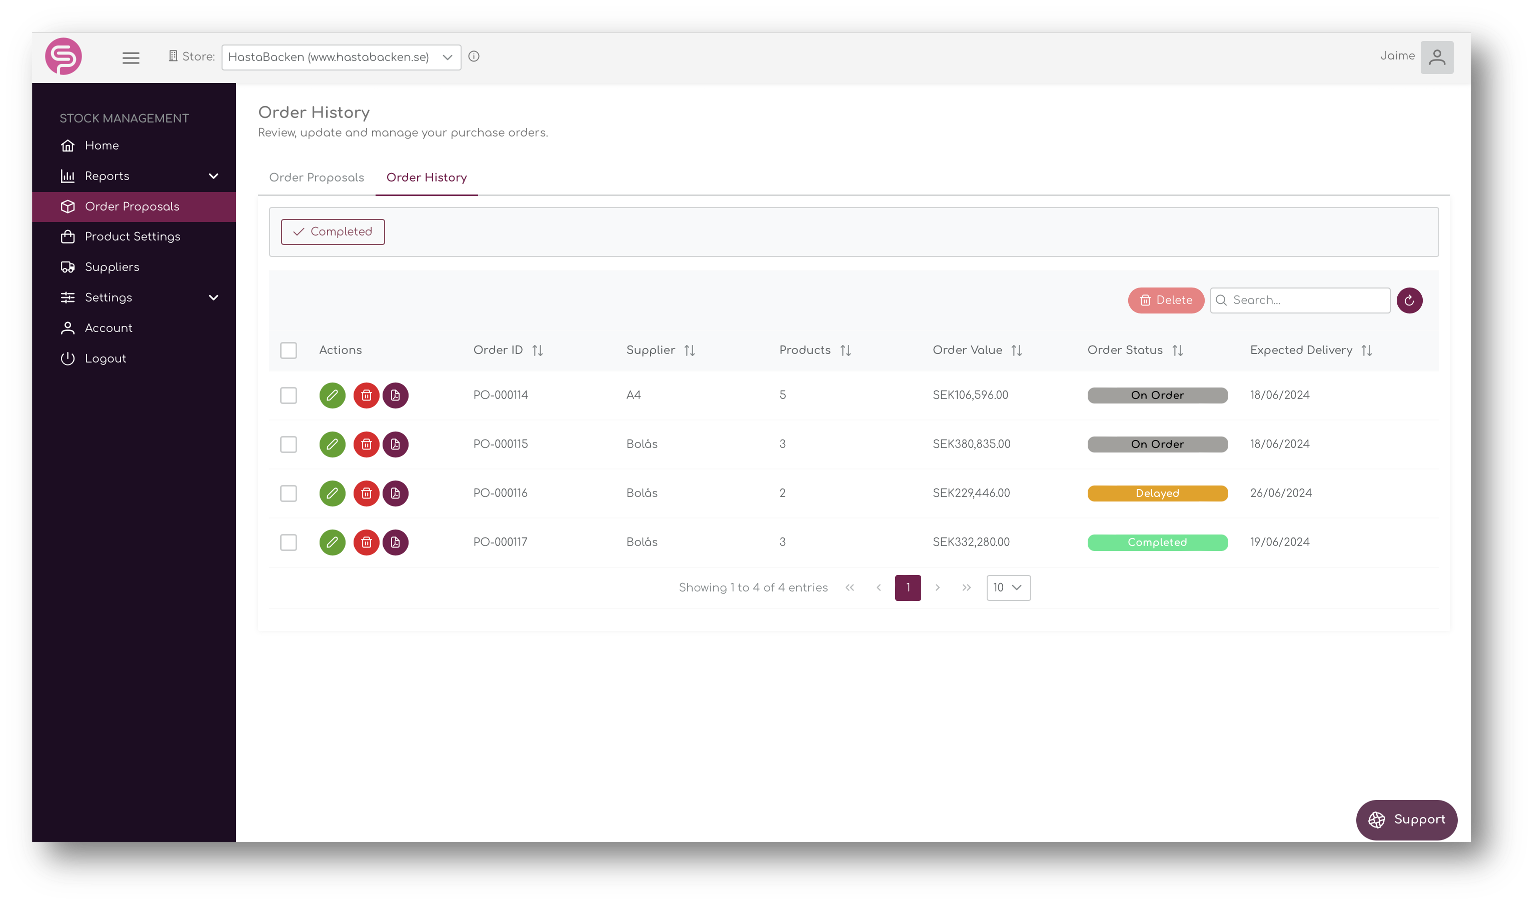 Store: HastaBacken (www.hastabacken.se)
Jaime
STOCK MANAGEMENT
Home
Reports
Order Proposals
Product Settings
Suppliers
Settings
Account
Logout
Order History
Review, update and manage your purchase orders.
Order Proposals Order History
Completed
Delete Search...
Actions Order ID Supplier Products Order Value Order Status Expected Delivery
PO-000114 A4 5 SEK106,596.00 On Order 18/06/2024
PO-000115 Bolås 3 SEK380,835.00 On Order 18/06/2024
PO-000116 Bolås 2 SEK229,446.00 Delayed 26/06/2024
PO-000117 Bolås 3 SEK332,280.00 Completed 19/06/2024
Showing 1 to 4 of 4 entries « ‹ 1 › » 10
Support